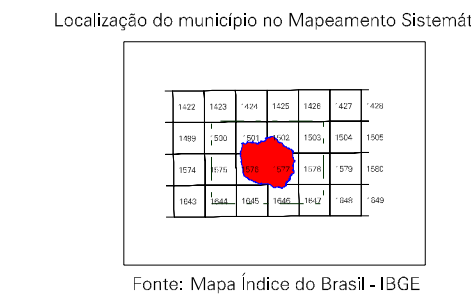 Localização do município no Mapeamento Sistemát
1422 1423 1424 1425 1426 1427 1428
1499 1500 1501 1502 1503 1504 1505
1574 1575 1576 1577 1578 1579 1580
1643 1644 1645 1646 1647 1648 1649
Fonte: Mapa Índice do Brasil - IBGE